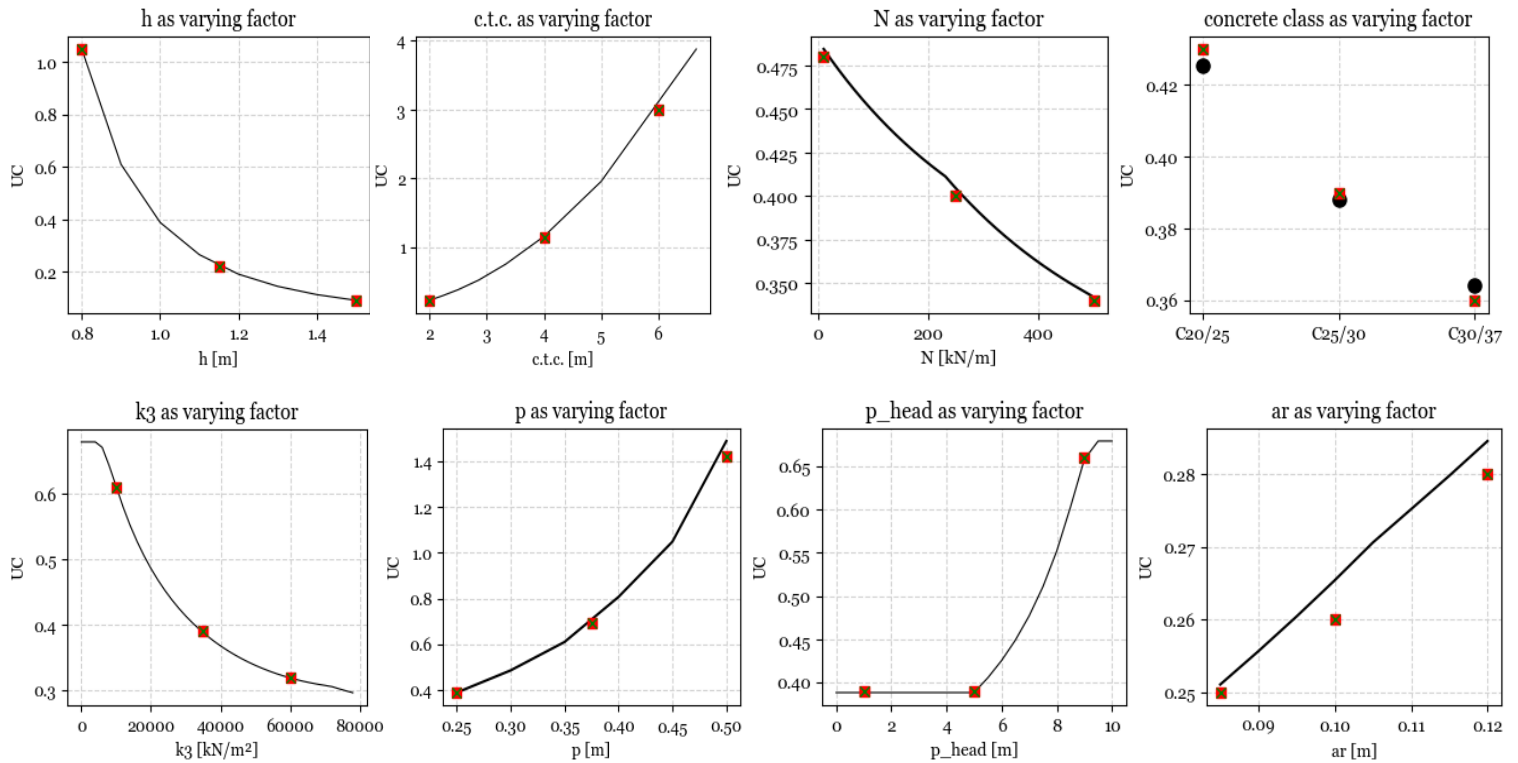 h as varying factor
1.0
0.8
0.6
0.4
0.2
UC
0.8 1.0 1.2 1.4
h [m]
c.t.c. as varying factor
4
3
2
1
UC
2 3 4 5 6
c.t.c. [m]
N as varying factor
0.475
0.450
0.425
0.400
0.375
0.350
UC
0 200 400
N [kN/m]
concrete class as varying factor
0.42
0.40
0.38
0.36
UC
C20/25 C25/30 C30/37
k3 as varying factor
0.6
0.5
0.4
0.3
UC
0 20000 40000 60000 80000
k3 [kN/m²]
p as varying factor
1.4
1.2
1.0
0.8
0.6
0.4
UC
0.25 0.30 0.35 0.40 0.45 0.50
p [m]
p_head as varying factor
0.65
0.60
0.55
0.50
0.45
0.40
UC
0 2 4 6 8 10
p_head [m]
ar as varying factor
0.28
0.27
0.26
0.25
UC
0.09 0.10 0.11 0.12
ar [m]